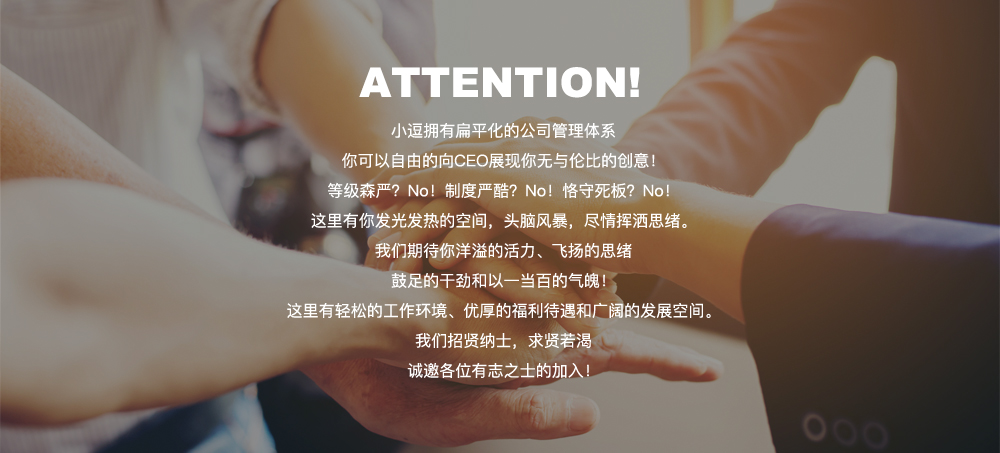 ATTENTION!
小逗拥有扁平化的公司管理体系
你可以自由的向CEO展现你无与伦比的创意！
等级森严？No！制度严酷？No！恪守死板？No！
这里有你发光发热的空间，头脑风暴，尽情挥洒思绪。
我们期待你洋溢的活力、飞扬的思绪
鼓足的干劲和以一当百的气魄！
这里有轻松的工作环境、优厚的福利待遇和广阔的发展空间。
我们招贤纳士，求贤若渴
诚邀各位有志之士的加入！